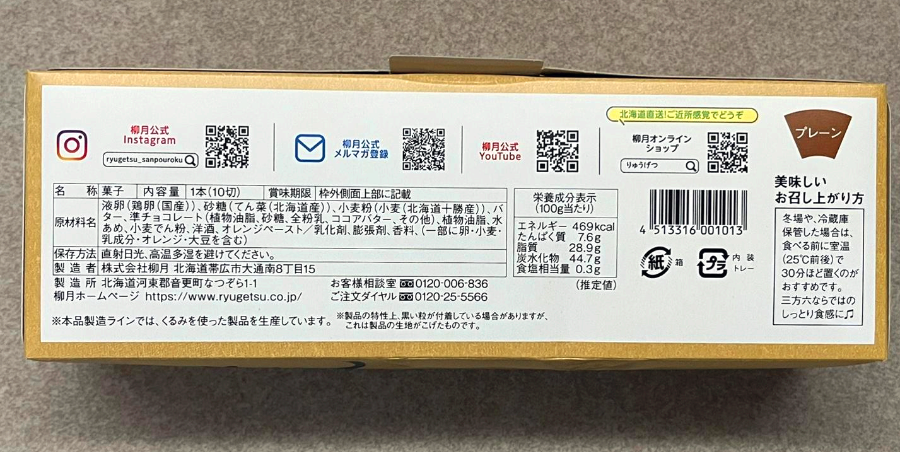 柳月公式
Instagram
ryugetsu_sanpouroku
柳月公式
メルマガ登録
柳月公式
YouTube
北海道直送!ご近所感覚でどうぞ
柳月オンライン
ショップ
りゅうげつ
プレーン
名 称 菓子 内容量 1本(10切) 賞味期限 枠外側面上部に記載
原材料名 液卵(鶏卵(国産))、砂糖(てん菜(北海道産))、小麦粉(小麦(北海道十勝産))、バ
ター、準チョコレート(植物油脂、砂糖、全粉乳、ココアバター、その他)、植物油脂、水
あめ、小麦でん粉、洋酒、オレンジペースト/乳化剤、膨張剤、香料、(一部に卵・小麦・
乳成分・オレンジ・大豆を含む)
保存方法 直射日光、高温多湿を避けてください。
製造者 株式会社柳月 北海道帯広市大通南8丁目15
製造所 北海道河東郡音更町なつぞら1-1
柳月ホームページ https://www.ryugetsu.co.jp/
お客様相談室 0120-006-836
ご注文ダイヤル 0120-25-5566
※本品製造ラインでは、くるみを使った製品を生産しています。
※製品の特性上、黒い粒が付着している場合がありますが、
これは製品の生地がこげたものです。
栄養成分表示
(100g当たり)
エネルギー 469kcal
たんぱく質 7.6g
脂質 28.9g
炭水化物 44.7g
食塩相当量 0.3g
(推定値)
4 513316 001013
紙 箱
プラ 内装
トレー
美味しい
お召し上がり方
冬場や、冷蔵庫
保管した場合は、
食べる前に室温
(25℃前後)で
30分ほど置くのが
おすすめです。
三方六ならではの
しっとり食感に♫